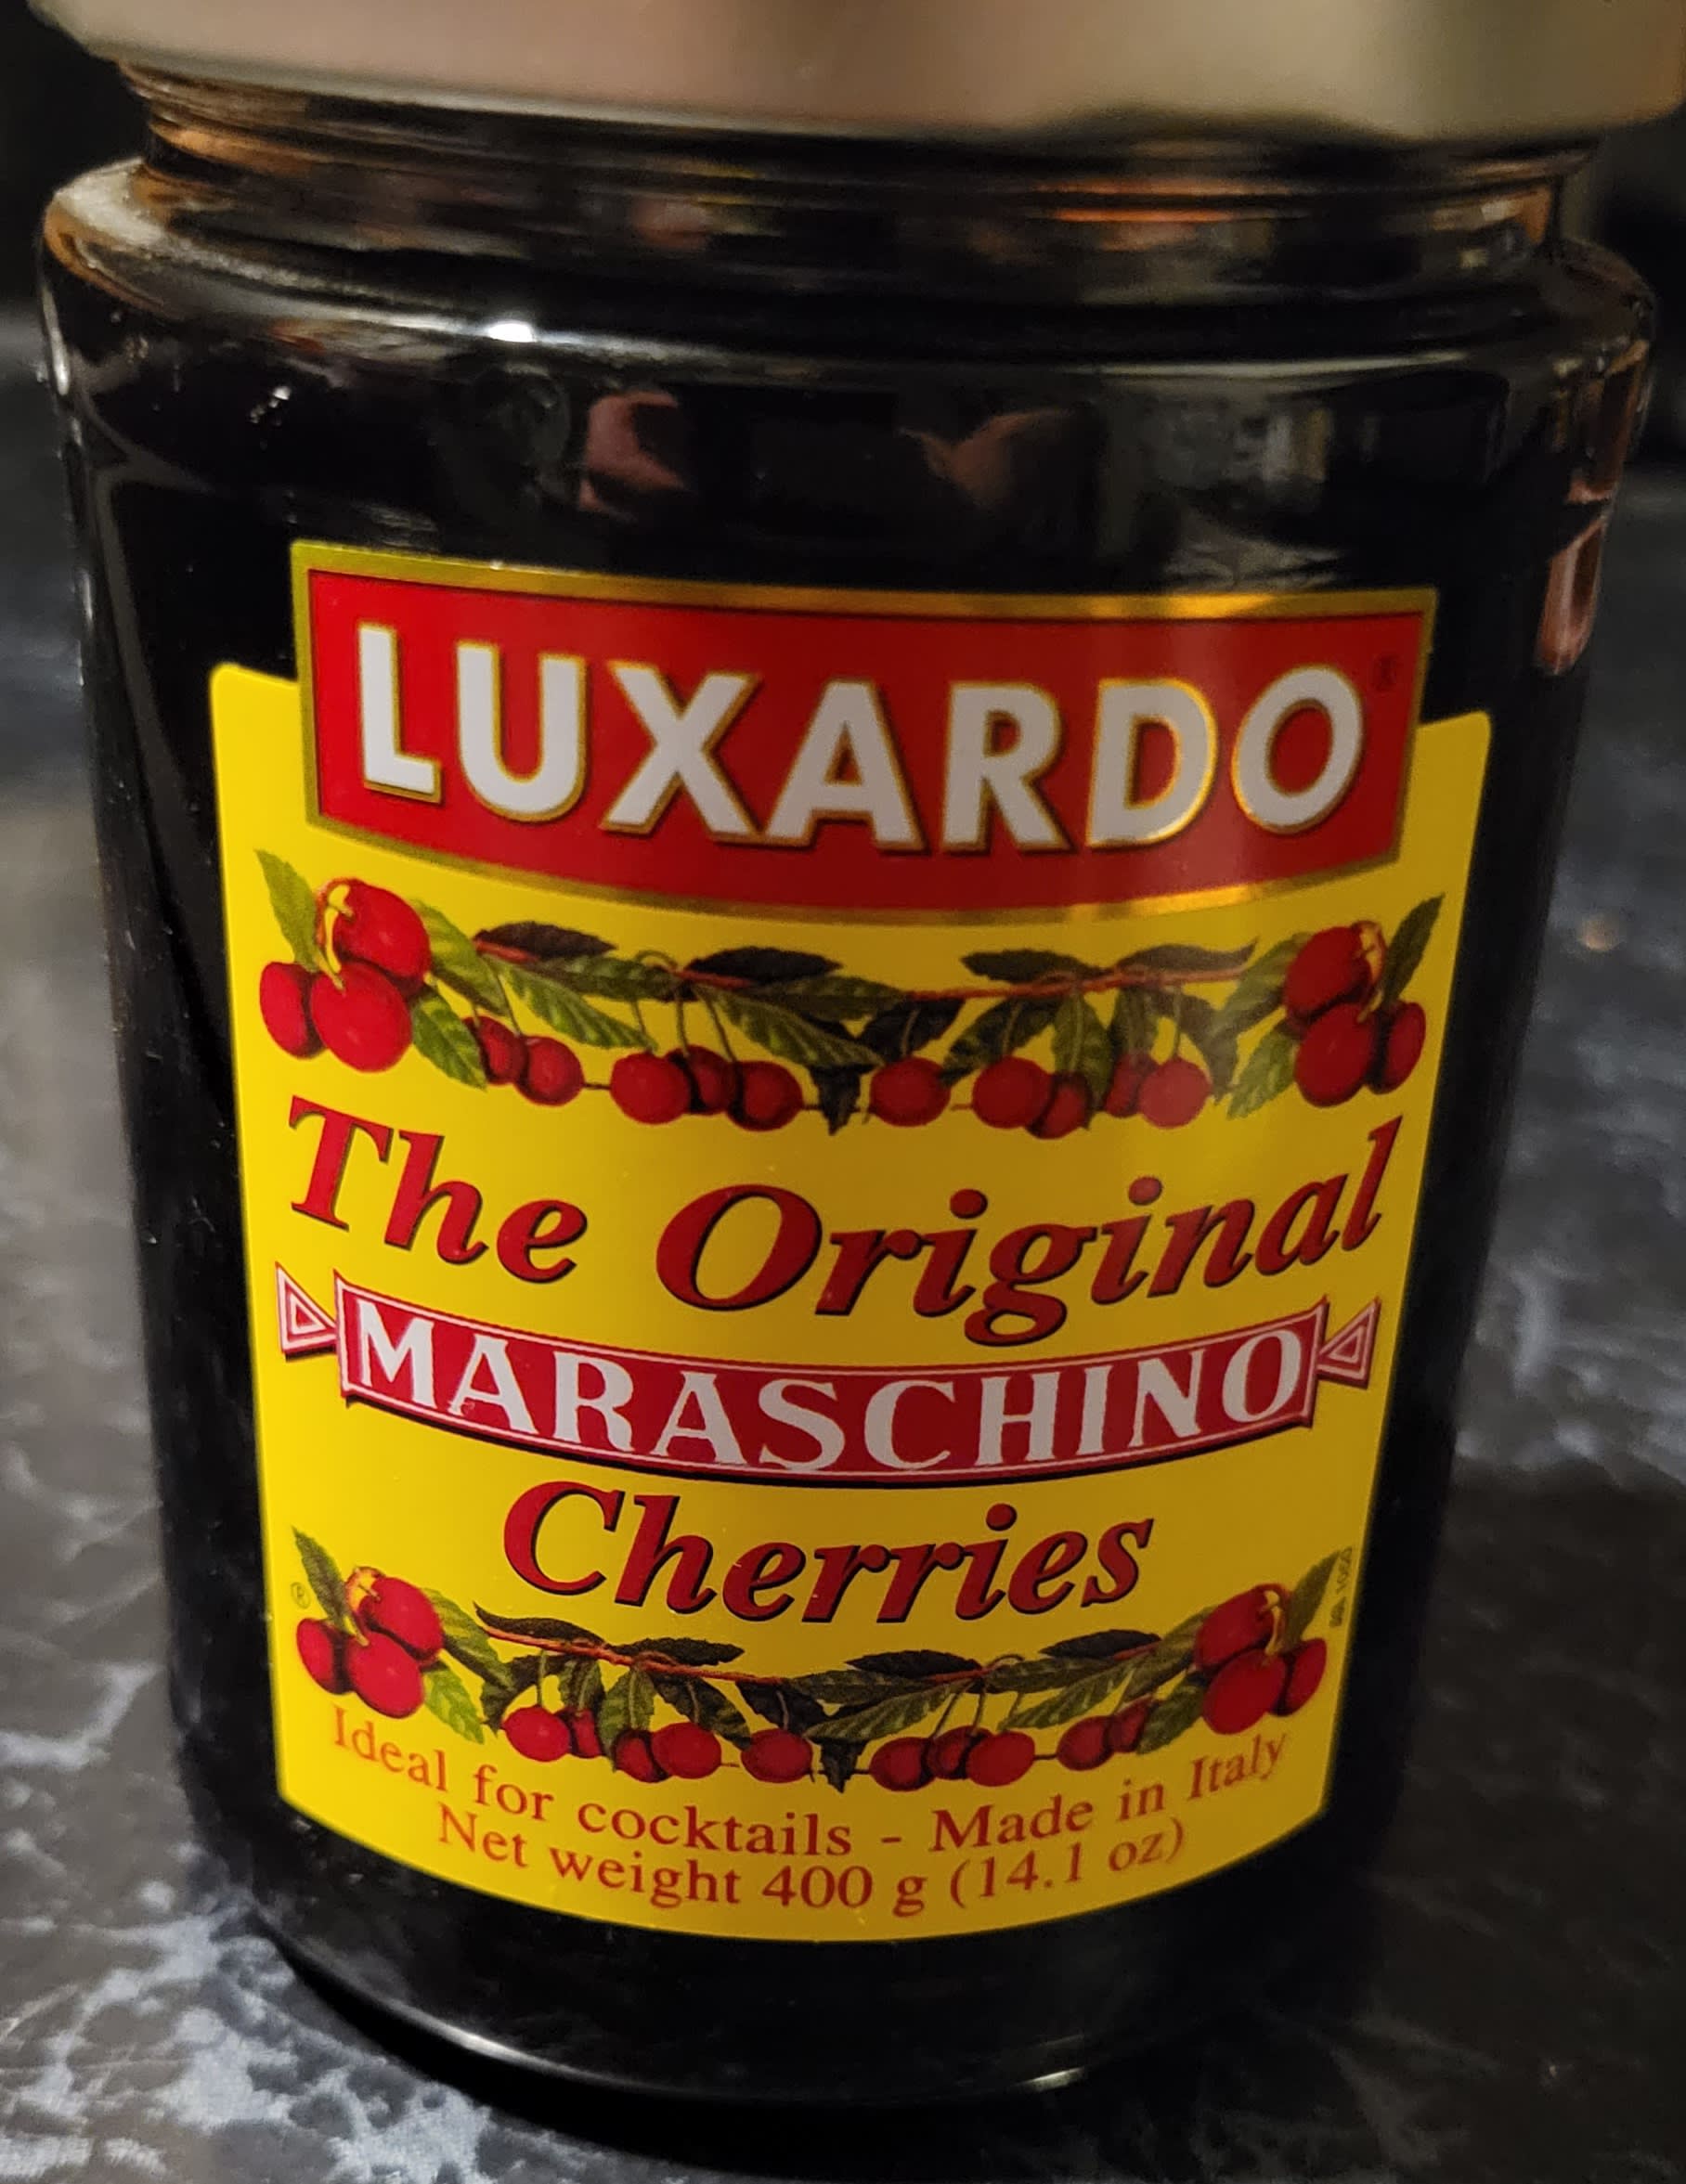 LUXARDO®
The Original
MARASCHINO
Cherries
®
Ideal for cocktails - Made in Italy
Net weight 400 g (14.1 oz)